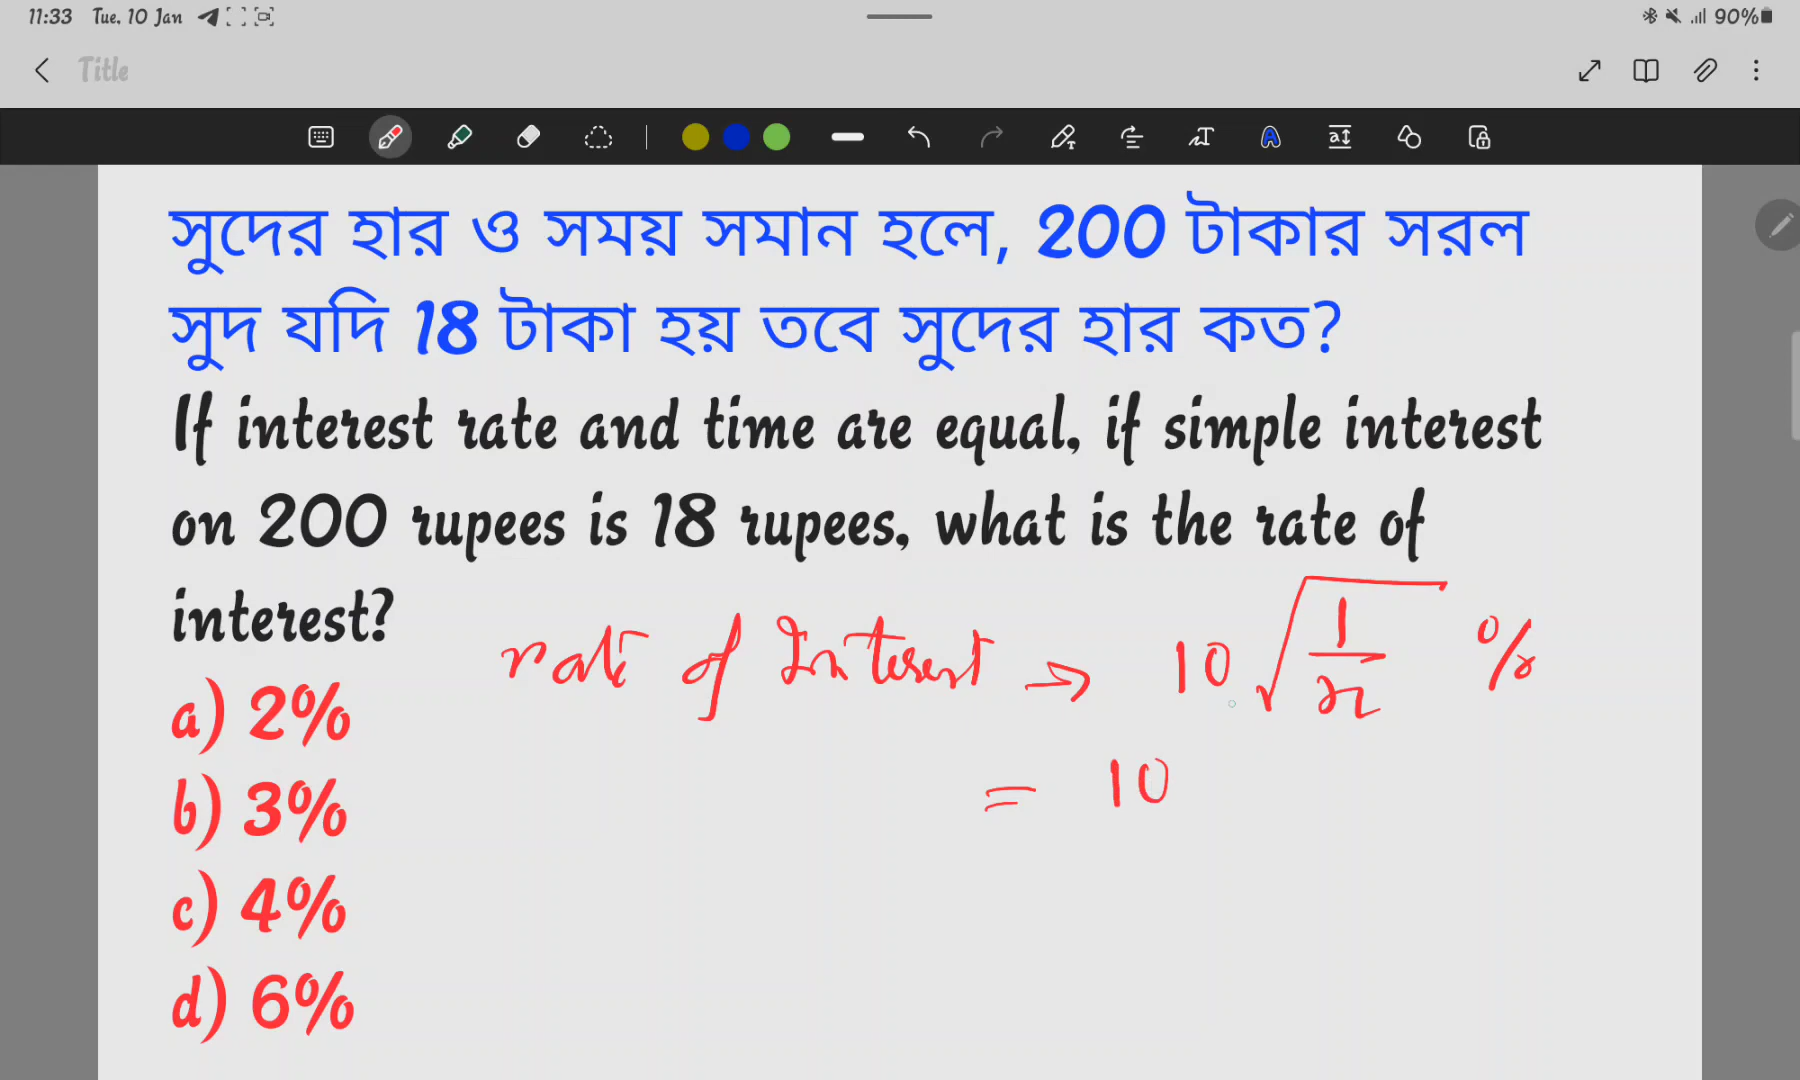 11:33 Tue, 10 Jan 90%
Title
সুদের হার ও সময় সমান হলে, 200 টাকার সরল
সুদ যদি 18 টাকা হয় তবে সুদের হার কত?
If interest rate and time are equal, if simple interest
on 200 rupees is 18 rupees, what is the rate of
interest?
rate of Interest → 10 √(1/n) %
= 10
a) 2%
b) 3%
c) 4%
d) 6%